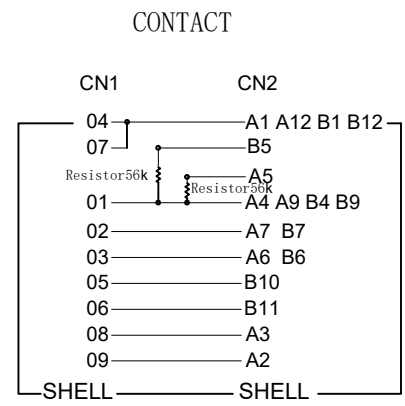 CONTACT
CN1 CN2
04 A1 A12 B1 B12
07 B5
Resistor56k A5
Resistor56k
01 A4 A9 B4 B9
02 A7 B7
03 A6 B6
05 B10
06 B11
08 A3
09 A2
SHELL SHELL